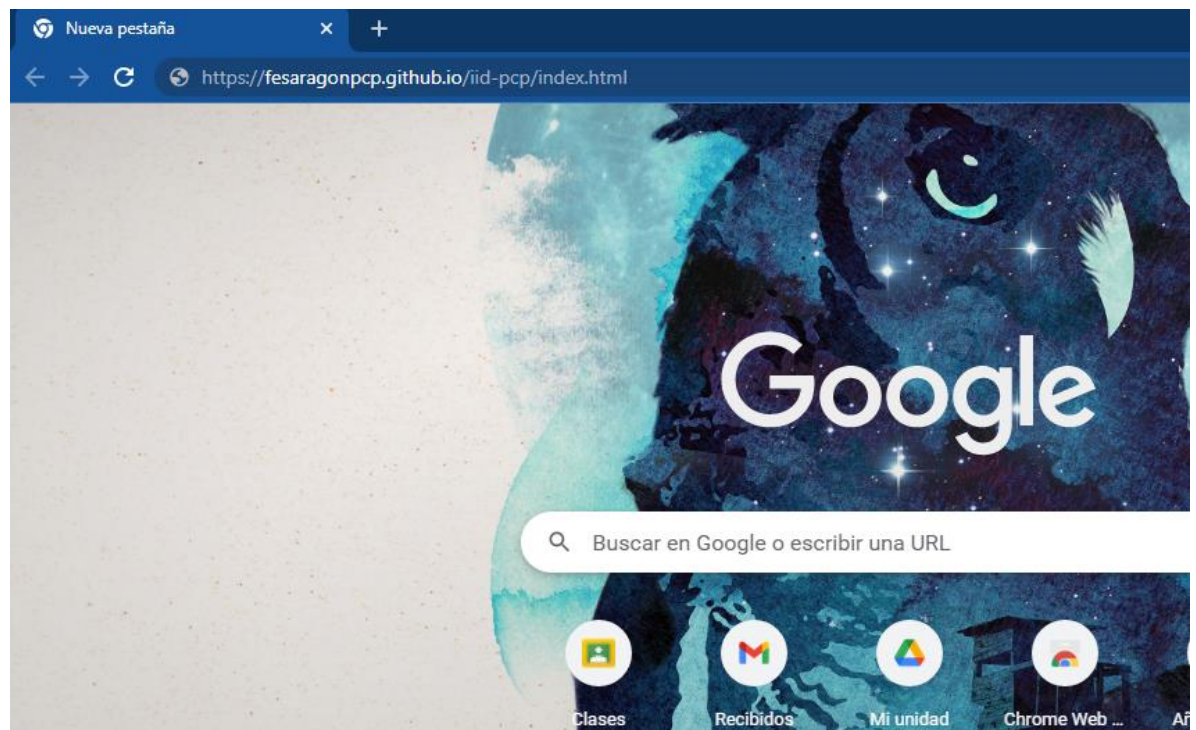 Nueva pestaña
https://fesaragonpcp.github.io/iid-pcp/index.html
Google
Buscar en Google o escribir una URL
Clases Recibidos Mi unidad Chrome Web ... Añ